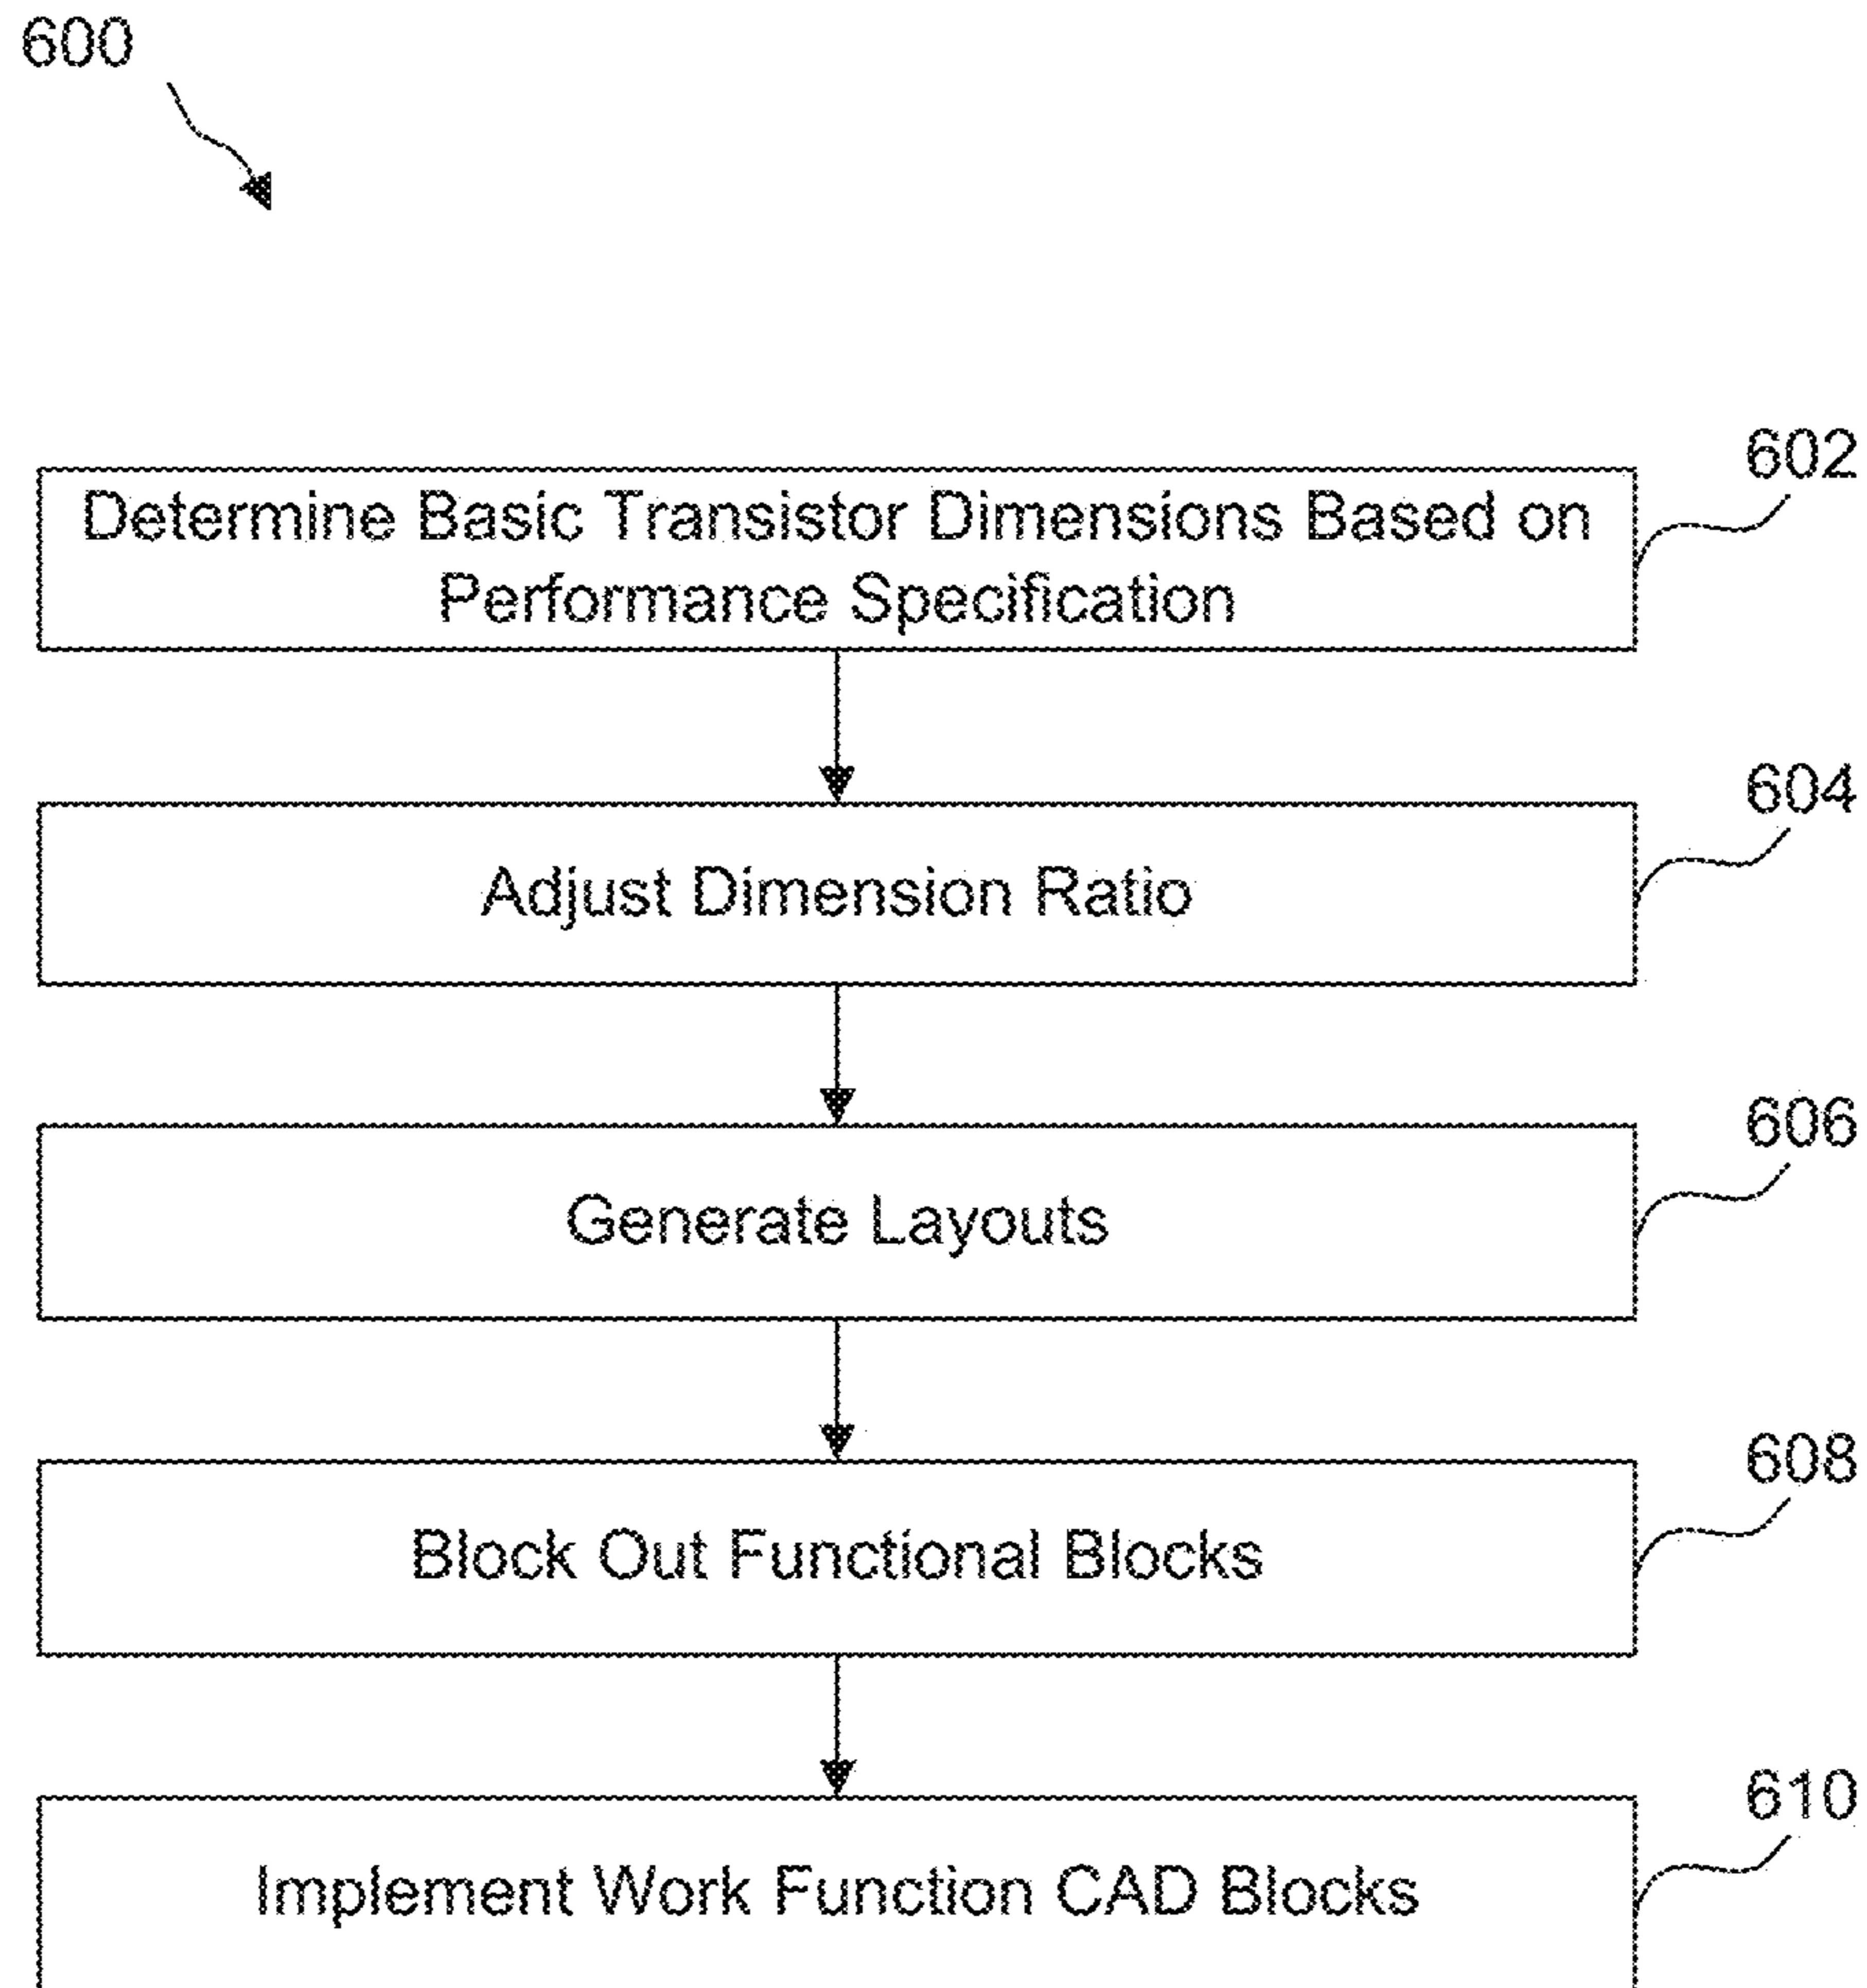 600
602
Determine Basic Transistor Dimensions Based on
Performance Specification
604
Adjust Dimension Ratio
606
Generate Layouts
608
Block Out Functional Blocks
610
Implement Work Function CAD Blocks